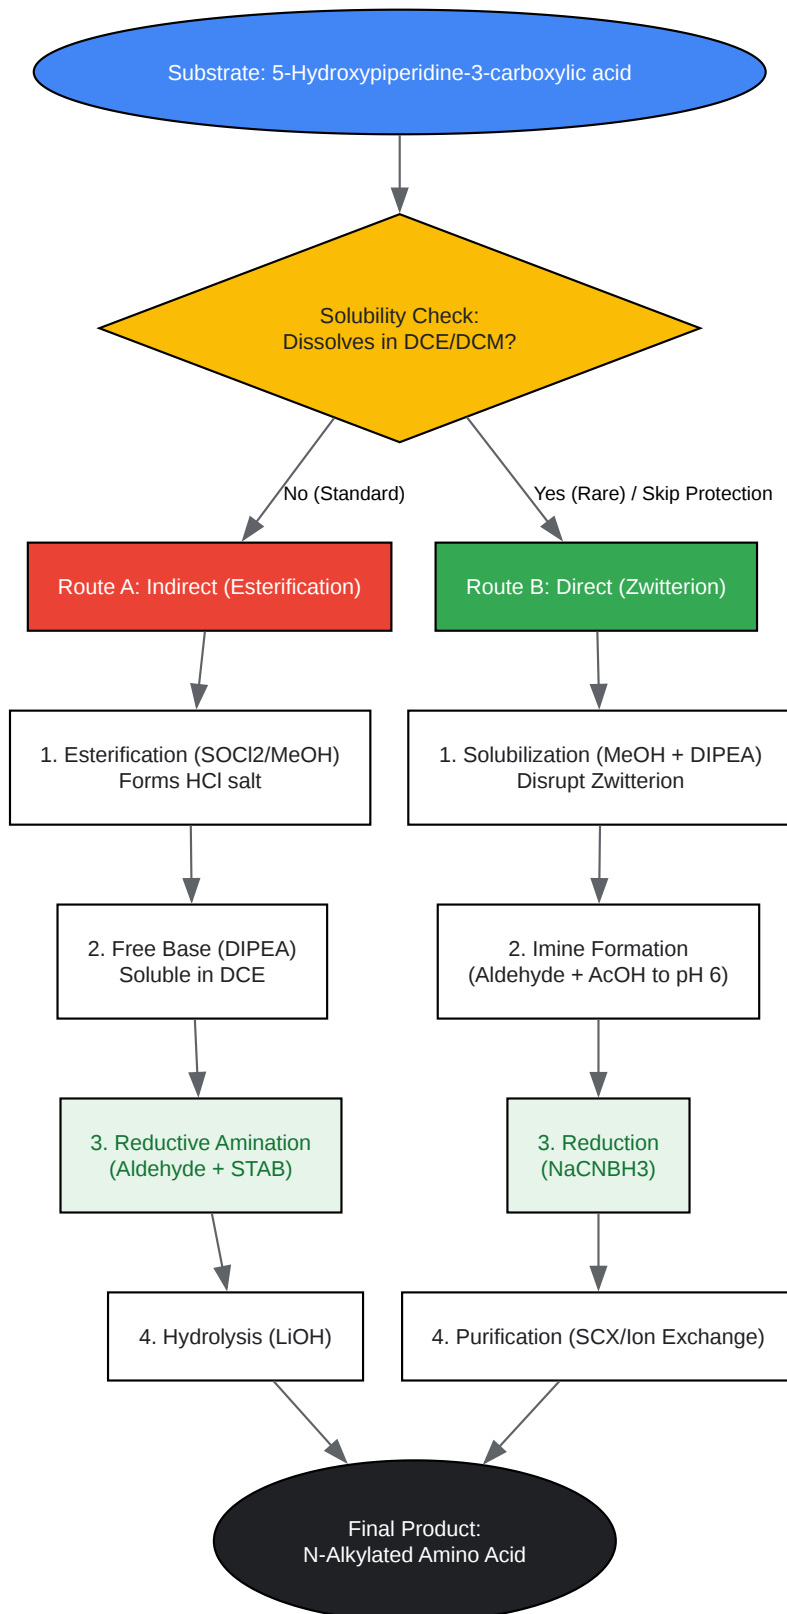 Substrate: 5-Hydroxypiperidine-3-carboxylic acid
Solubility Check:
Dissolves in DCE/DCM?
No (Standard)
Yes (Rare) / Skip Protection
Route A: Indirect (Esterification)
Route B: Direct (Zwitterion)
1. Esterification (SOCl2/MeOH)
Forms HCl salt
1. Solubilization (MeOH + DIPEA)
Disrupt Zwitterion
2. Free Base (DIPEA)
Soluble in DCE
2. Imine Formation
(Aldehyde + AcOH to pH 6)
3. Reductive Amination
(Aldehyde + STAB)
3. Reduction
(NaCNBH3)
4. Hydrolysis (LiOH)
4. Purification (SCX/Ion Exchange)
Final Product:
N-Alkylated Amino Acid